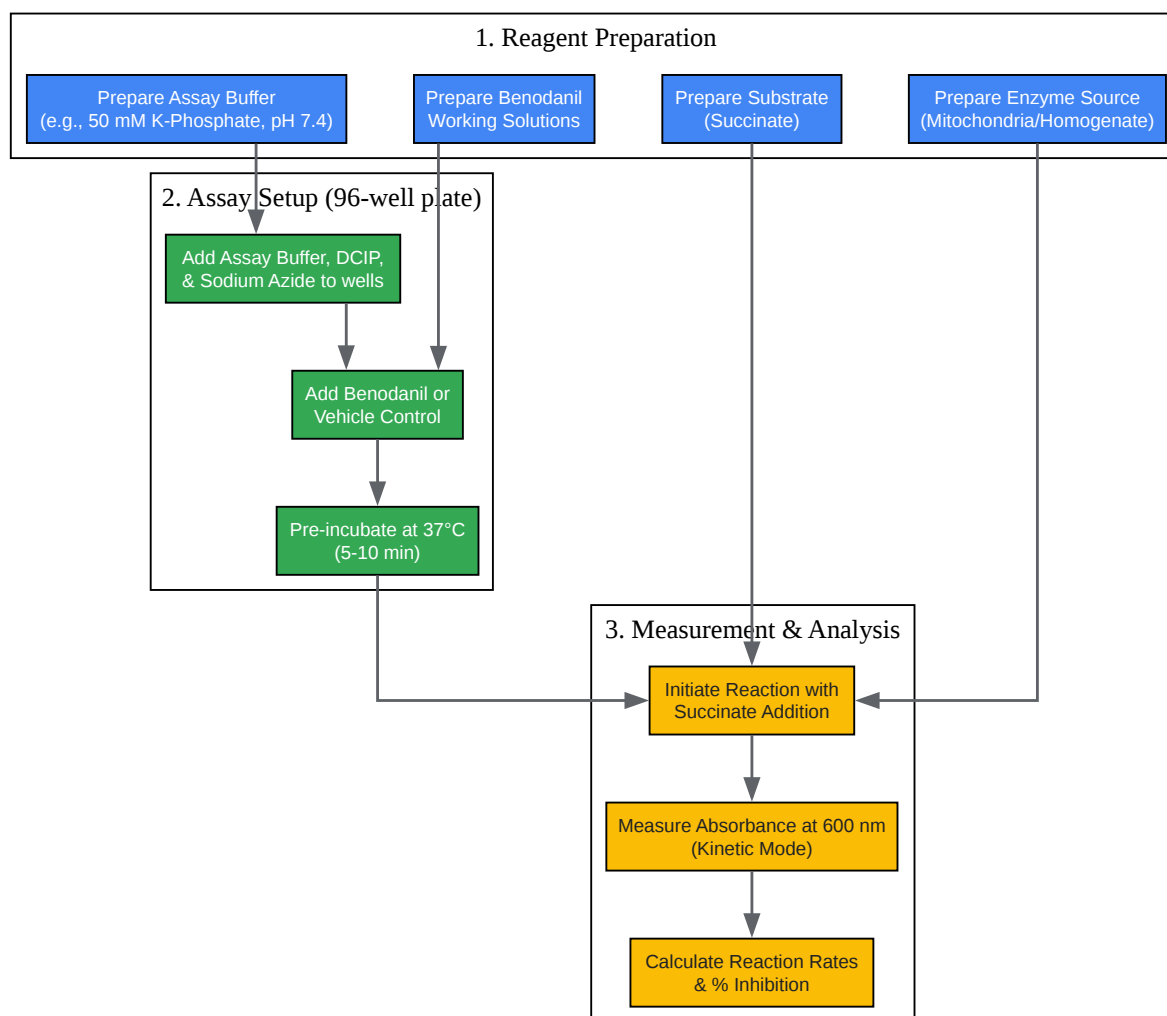 1. Reagent Preparation
Prepare Assay Buffer
(e.g., 50 mM K-Phosphate, pH 7.4)
Prepare Benodanil
Working Solutions
Prepare Substrate
(Succinate)
Prepare Enzyme Source
(Mitochondria/Homogenate)
2. Assay Setup (96-well plate)
Add Assay Buffer, DCIP,
& Sodium Azide to wells
Add Benodanil or
Vehicle Control
Pre-incubate at 37°C
(5-10 min)
3. Measurement & Analysis
Initiate Reaction with
Succinate Addition
Measure Absorbance at 600 nm
(Kinetic Mode)
Calculate Reaction Rates
& % Inhibition